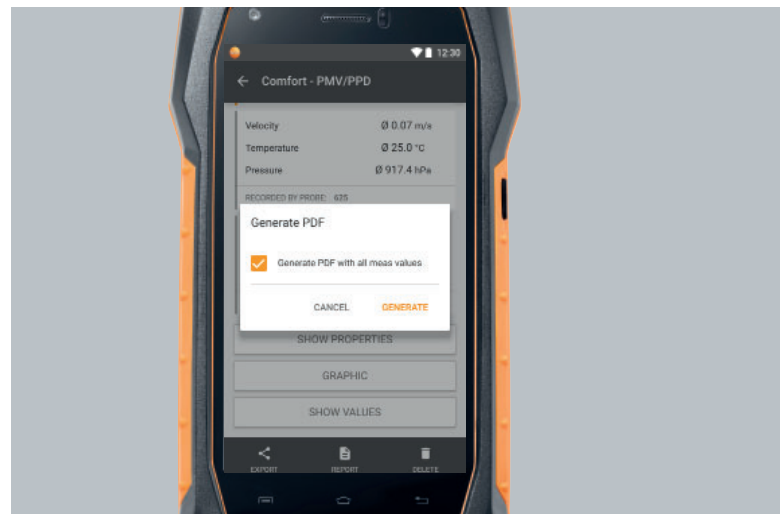 12:30
Comfort - PMV/PPD
Velocity Ø 0.07 m/s
Temperature Ø 25.0 °C
Pressure Ø 917.4 hPa
RECORDED BY PROBE: 625
Generate PDF
Generate PDF with all meas values
CANCEL GENERATE
SHOW PROPERTIES
GRAPHIC
SHOW VALUES
EXPORT REPORT DELETE